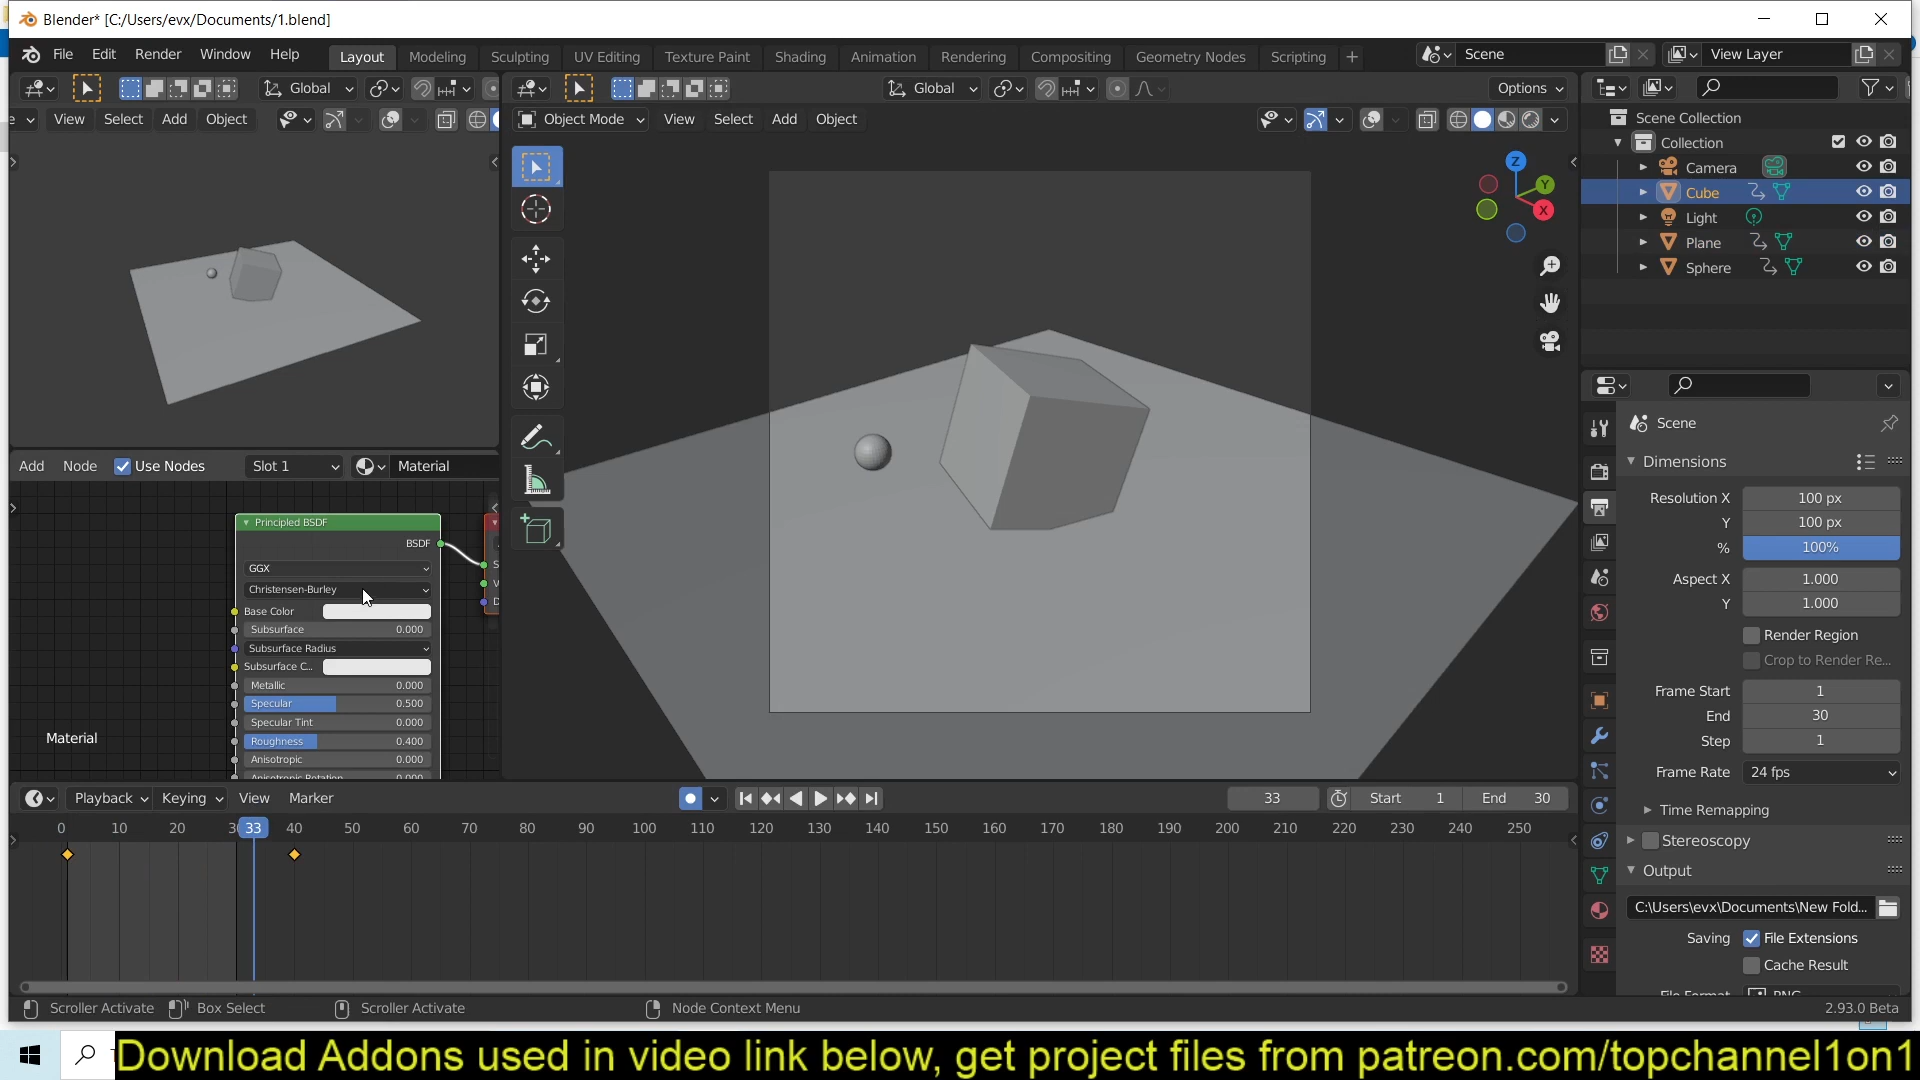 Blender* [C:/Users/evx/Documents/1.blend]
File Edit Render Window Help Layout Modeling Sculpting UV Editing Texture Paint Shading Animation Rendering Compositing Geometry Nodes Scripting + Scene View Layer
Global Global Options
View Select Add Object Object Mode View Select Add Object
Scene Collection
Collection
Camera
Cube
Light
Plane
Sphere
Z
Y
X
Scene
Dimensions
Resolution X 100 px
Y 100 px
% 100%
Aspect X 1.000
Y 1.000
Render Region
Crop to Render Re...
Frame Start 1
End 30
Step 1
Frame Rate 24 fps
Time Remapping
Stereoscopy
Output
C:\Users\evx\Documents\New Fold...
Saving File Extensions
Cache Result
Add Node Use Nodes Slot 1 Material
Principled BSDF
BSDF
GGX
Christensen-Burley
Base Color
Subsurface 0.000
Subsurface Radius
Subsurface C...
Metallic 0.000
Specular 0.500
Specular Tint 0.000
Roughness 0.400
Anisotropic 0.000
Anisotropic Rotation 0.000
S
V
D
Material
Playback Keying View Marker 33 Start 1 End 30
0 10 20 33 40 50 60 70 80 90 100 110 120 130 140 150 160 170 180 190 200 210 220 230 240 250
Scroller Activate Box Select Scroller Activate Node Context Menu 2.93.0 Beta
Download Addons used in video link below, get project files from patreon.com/topchannel1on1